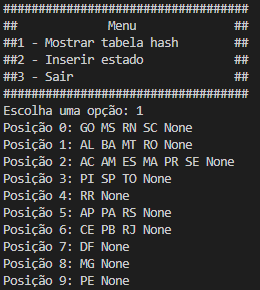 ###################################
##             Menu              ##
##1 - Mostrar tabela hash        ##
##2 - Inserir estado             ##
##3 - Sair                       ##
###################################
Escolha uma opção: 1
Posição 0: GO MS RN SC None
Posição 1: AL BA MT RO None
Posição 2: AC AM ES MA PR SE None
Posição 3: PI SP TO None
Posição 4: RR None
Posição 5: AP PA RS None
Posição 6: CE PB RJ None
Posição 7: DF None
Posição 8: MG None
Posição 9: PE None